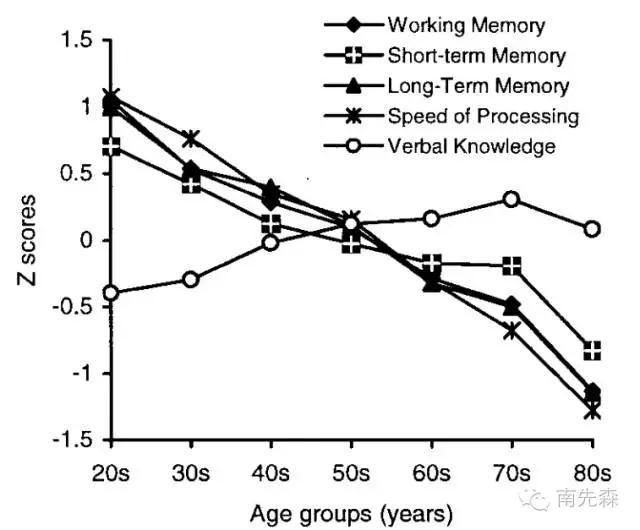 Working Memory
Short-term Memory
Long-Term Memory
Speed of Processing
Verbal Knowledge
1.5
1
0.5
0
-0.5
-1
-1.5
Z scores
20s 30s 40s 50s 60s 70s 80s
Age groups (years)
南先森